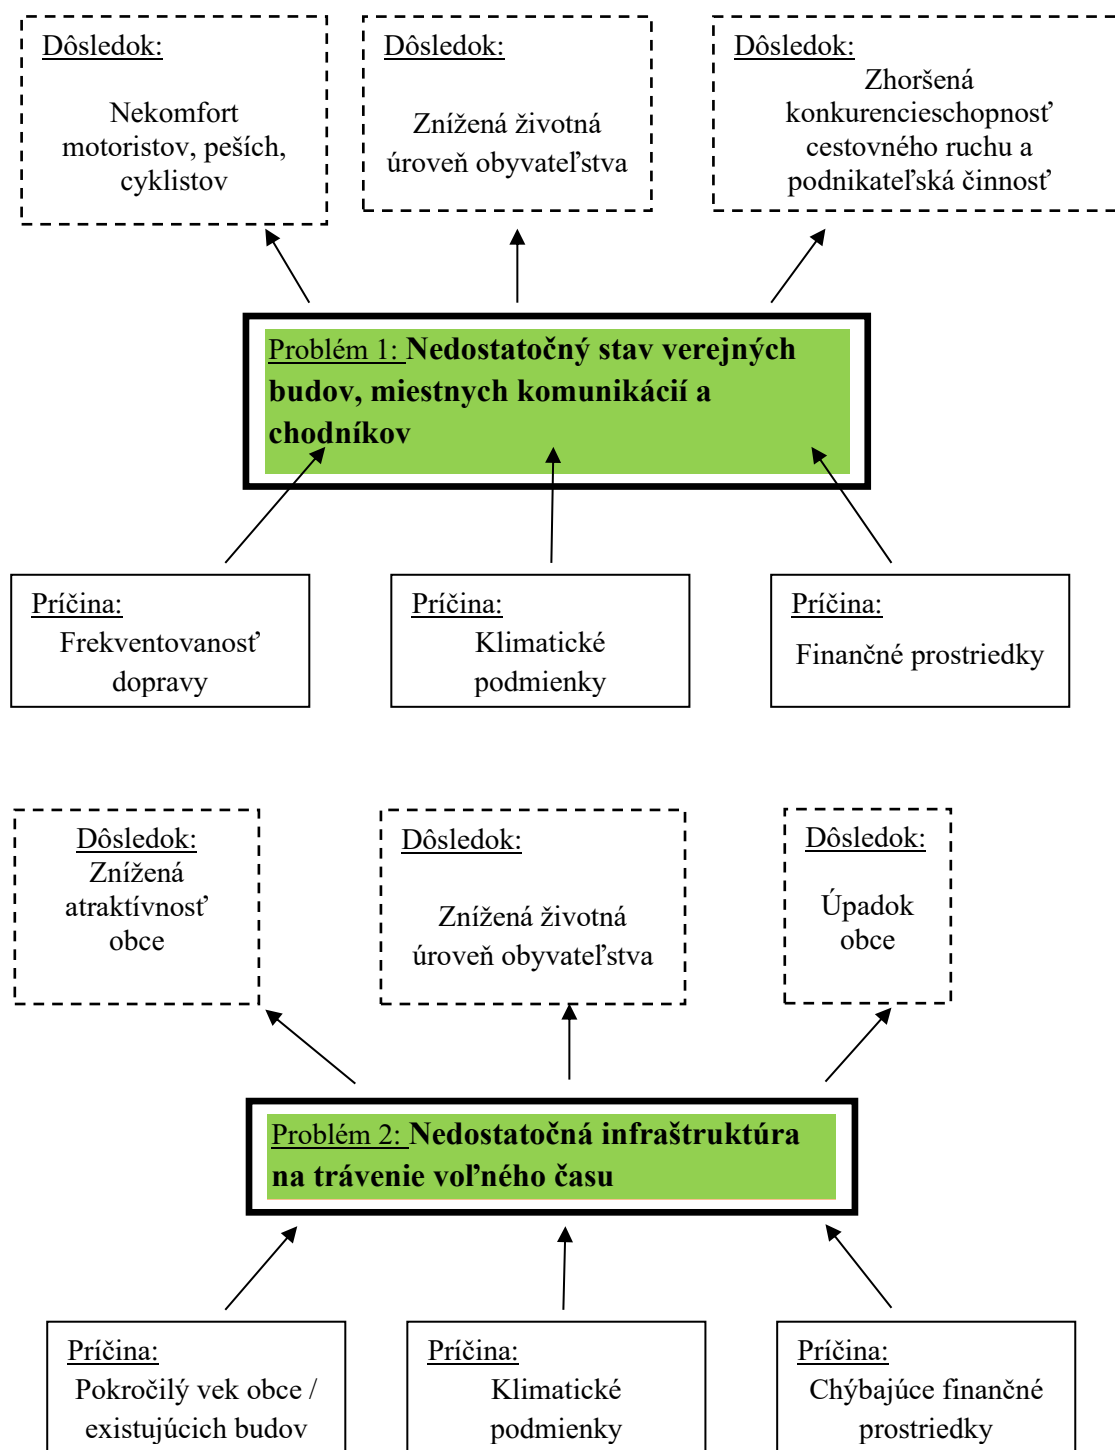 Dôsledok:
Nekomfort
motoristov, peších,
cyklistov
Dôsledok:
Znížená životná
úroveň obyvateľstva
Dôsledok:
Zhoršená
konkurencieschopnosť
cestovného ruchu a
podnikateľská činnosť
Problém 1: Nedostatočný stav verejných
budov, miestnych komunikácií a
chodníkov
Príčina:
Frekventovanosť
dopravy
Príčina:
Klimatické
podmienky
Príčina:
Finančné prostriedky
Dôsledok:
Znížená
atraktívnosť
obce
Dôsledok:
Znížená životná
úroveň obyvateľstva
Dôsledok:
Úpadok
obce
Problém 2: Nedostatočná infraštruktúra
na trávenie voľného času
Príčina:
Pokročilý vek obce /
existujúcich budov
Príčina:
Klimatické
podmienky
Príčina:
Chýbajúce finančné
prostriedky